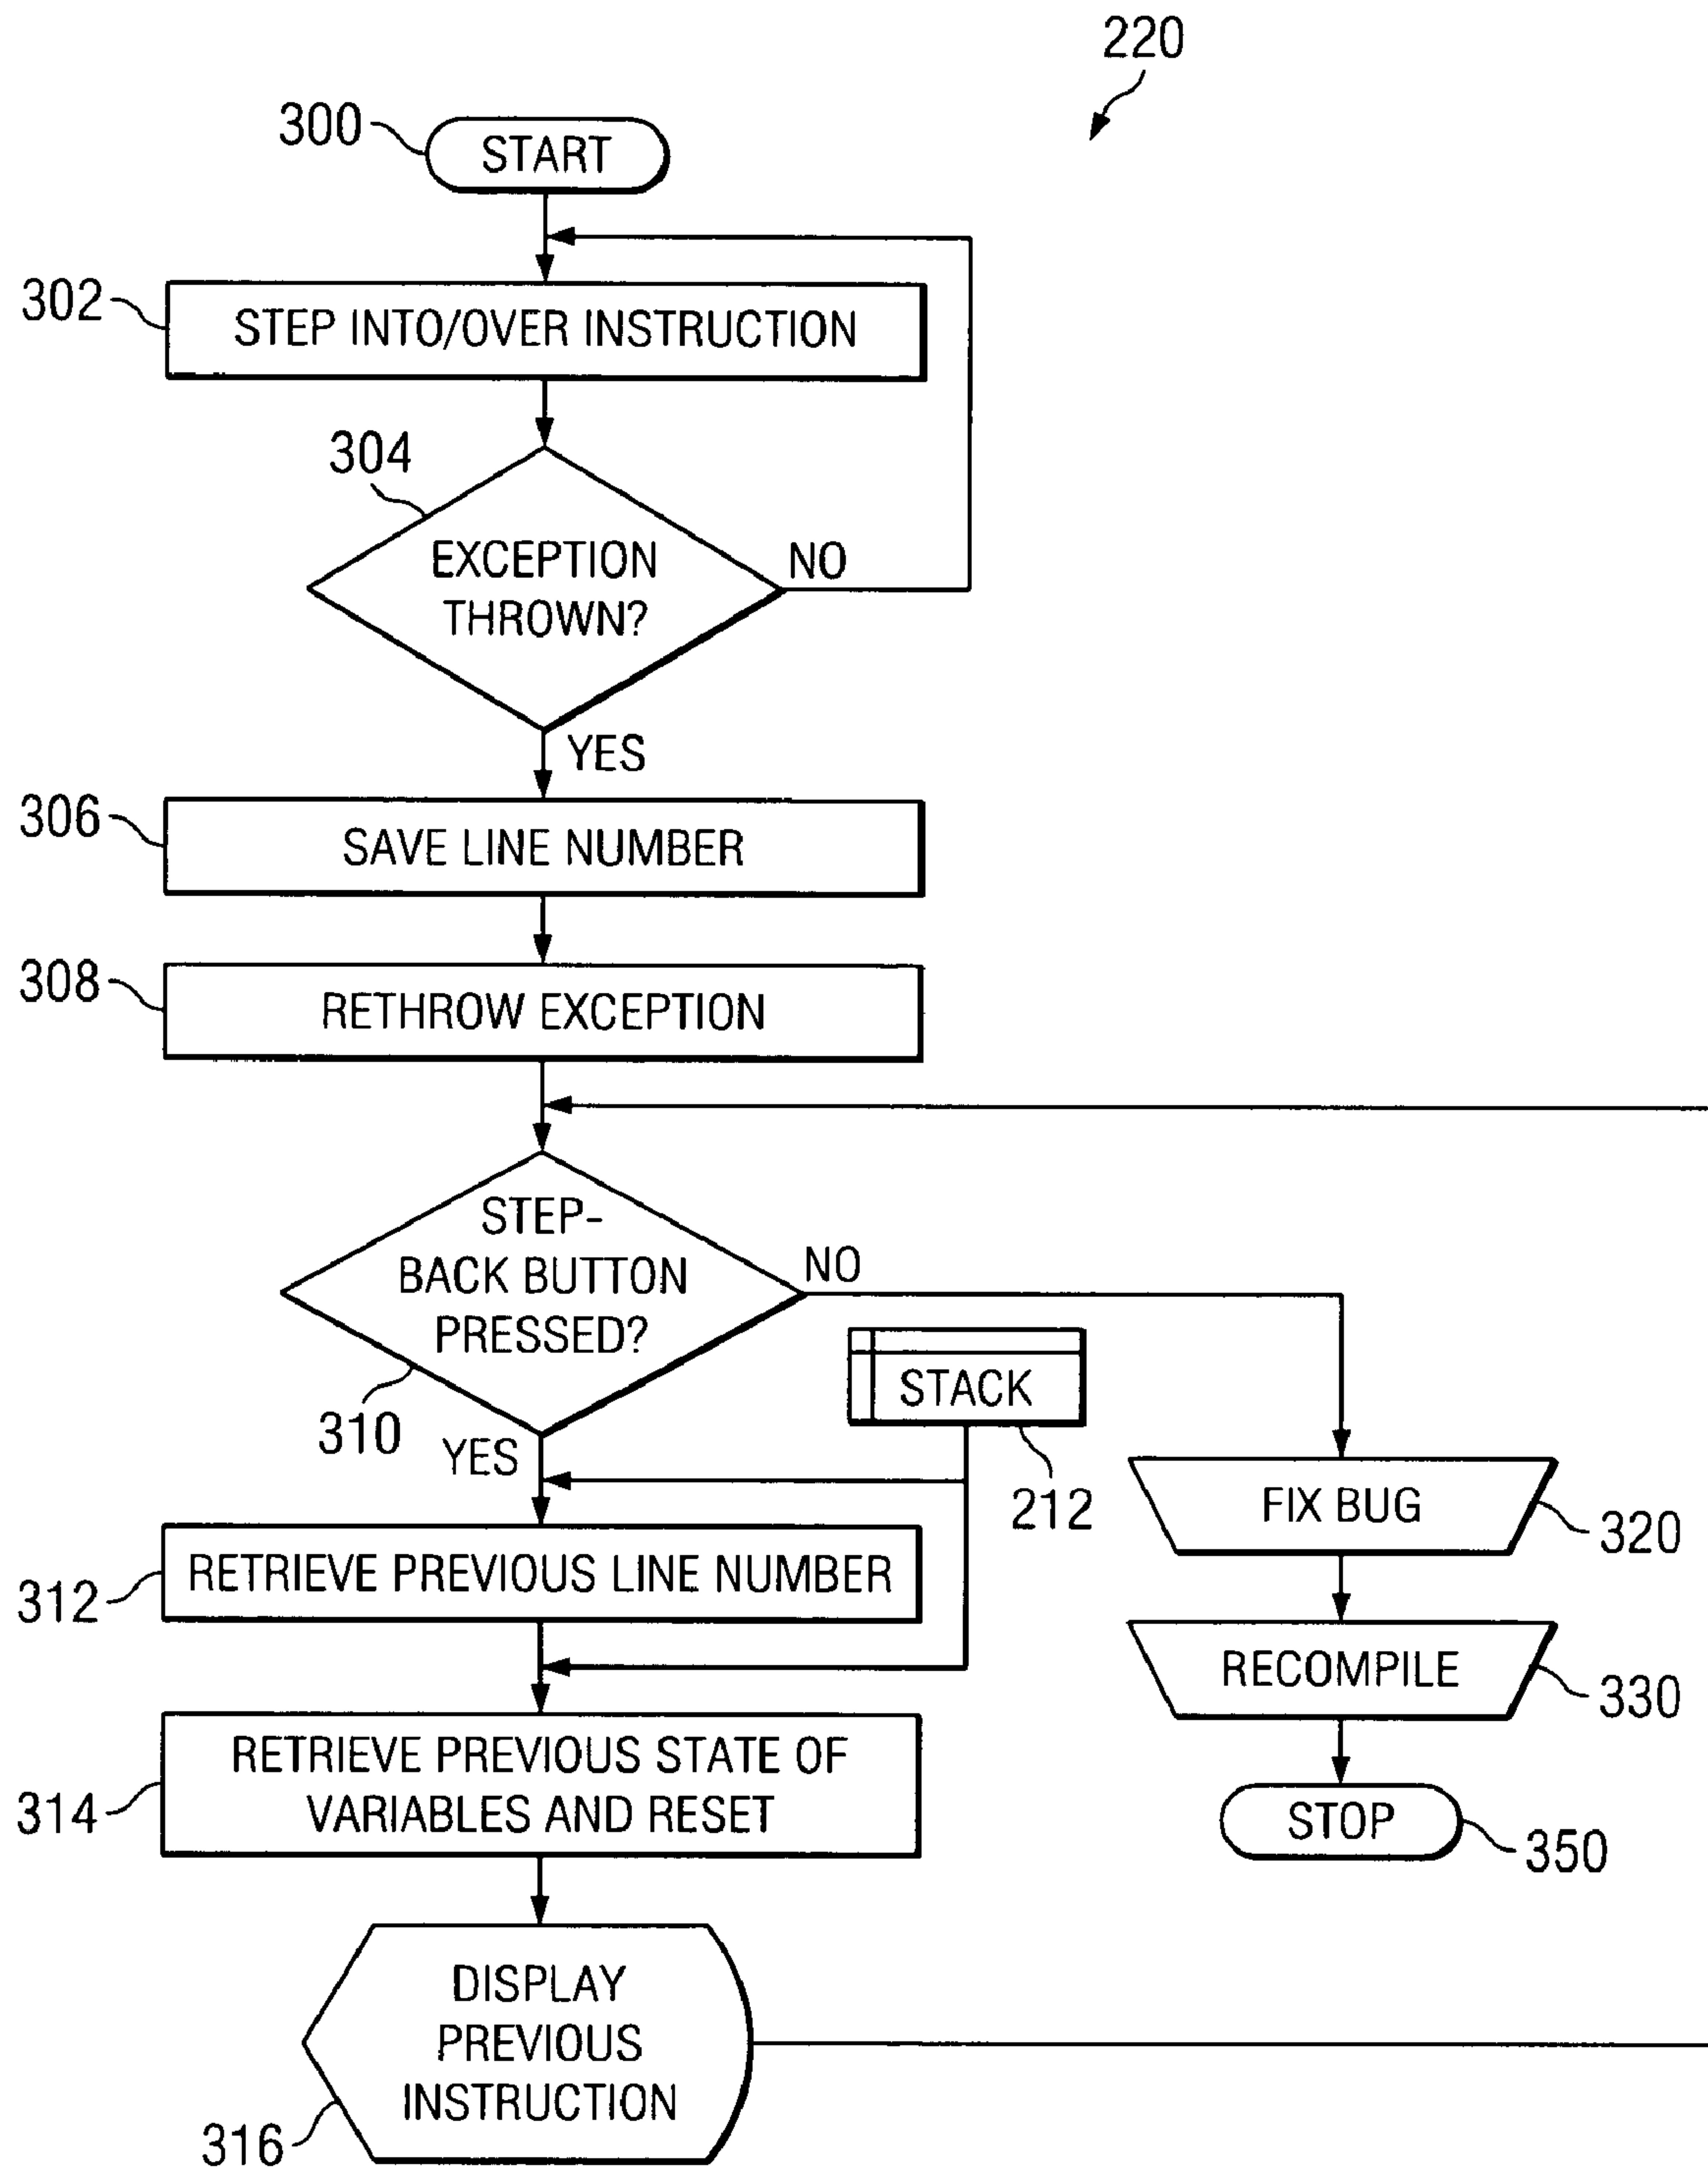 220
300
START
302
STEP INTO/OVER INSTRUCTION
304
EXCEPTION
THROWN?
NO
YES
306
SAVE LINE NUMBER
308
RETHROW EXCEPTION
STEP-
BACK BUTTON
PRESSED?
NO
310
YES
STACK
212
FIX BUG
320
312
RETRIEVE PREVIOUS LINE NUMBER
RECOMPILE
330
314
RETRIEVE PREVIOUS STATE OF
VARIABLES AND RESET
STOP
350
DISPLAY
PREVIOUS
INSTRUCTION
316